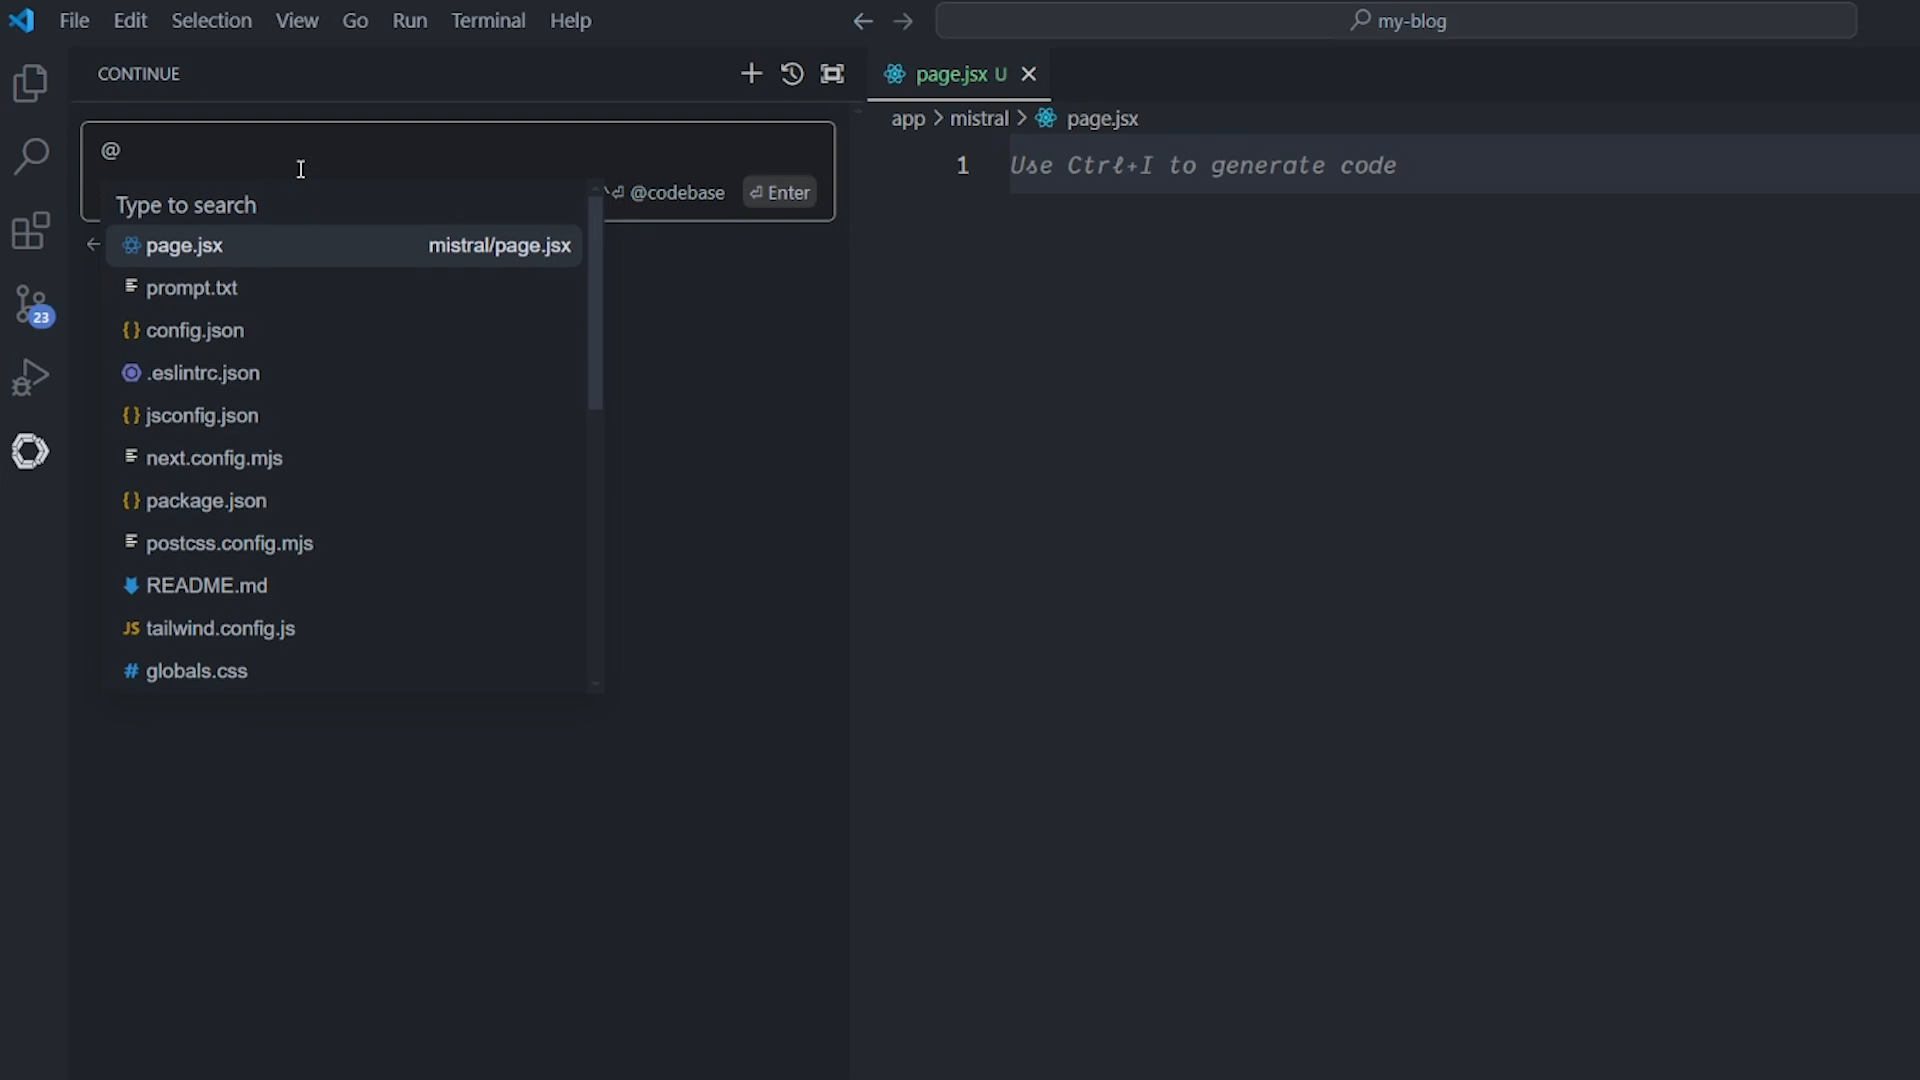 File Edit Selection View Go Run Terminal Help
my-blog
CONTINUE
page.jsx U
app > mistral > page.jsx
@
1 Use Ctrl+I to generate code
@codebase Enter
Type to search
page.jsx mistral/page.jsx
prompt.txt
{} config.json
.eslintrc.json
{} jsconfig.json
next.config.mjs
{} package.json
postcss.config.mjs
README.md
JS tailwind.config.js
# globals.css
23